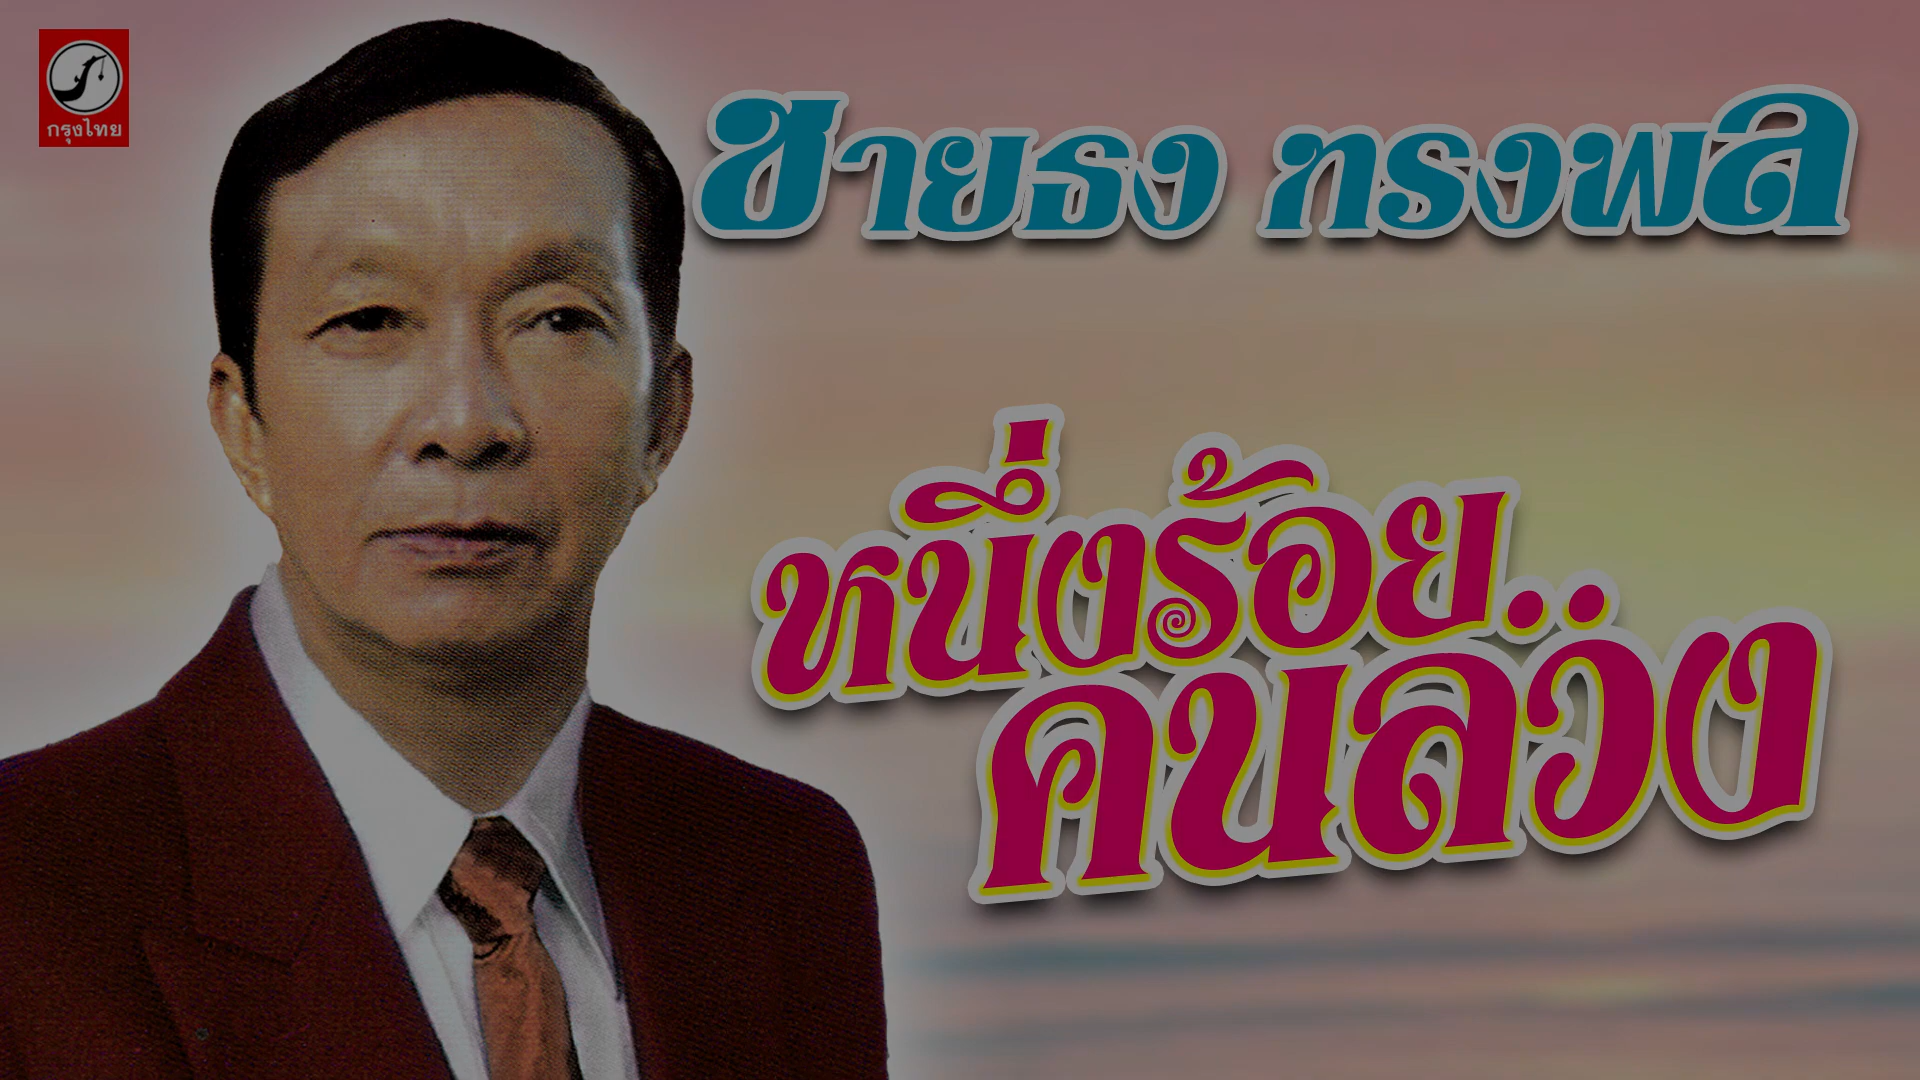 กรุงไทย
ชายธง ทรงพล
หนึ่งร้อย..
คนลวง